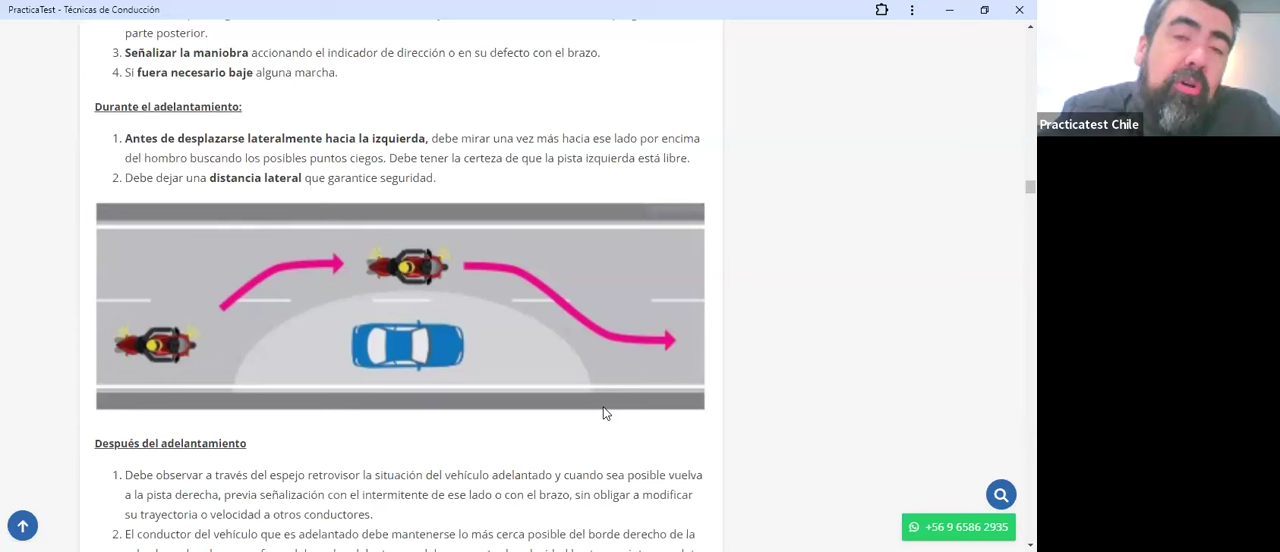 PracticaTest - Técnicas de Conducción
parte posterior.
3. Señalizar la maniobra accionando el indicador de dirección o en su defecto con el brazo.
4. Si fuera necesario baje alguna marcha.
Durante el adelantamiento:
1. Antes de desplazarse lateralmente hacia la izquierda, debe mirar una vez más hacia ese lado por encima
del hombro buscando los posibles puntos ciegos. Debe tener la certeza de que la pista izquierda está libre.
2. Debe dejar una distancia lateral que garantice seguridad.
Después del adelantamiento
1. Debe observar a través del espejo retrovisor la situación del vehículo adelantado y cuando sea posible vuelva
a la pista derecha, previa señalización con el intermitente de ese lado o con el brazo, sin obligar a modificar
su trayectoria o velocidad a otros conductores.
2. El conductor del vehículo que es adelantado debe mantenerse lo más cerca posible del borde derecho de la
Practicatest Chile
+56 9 6586 2935